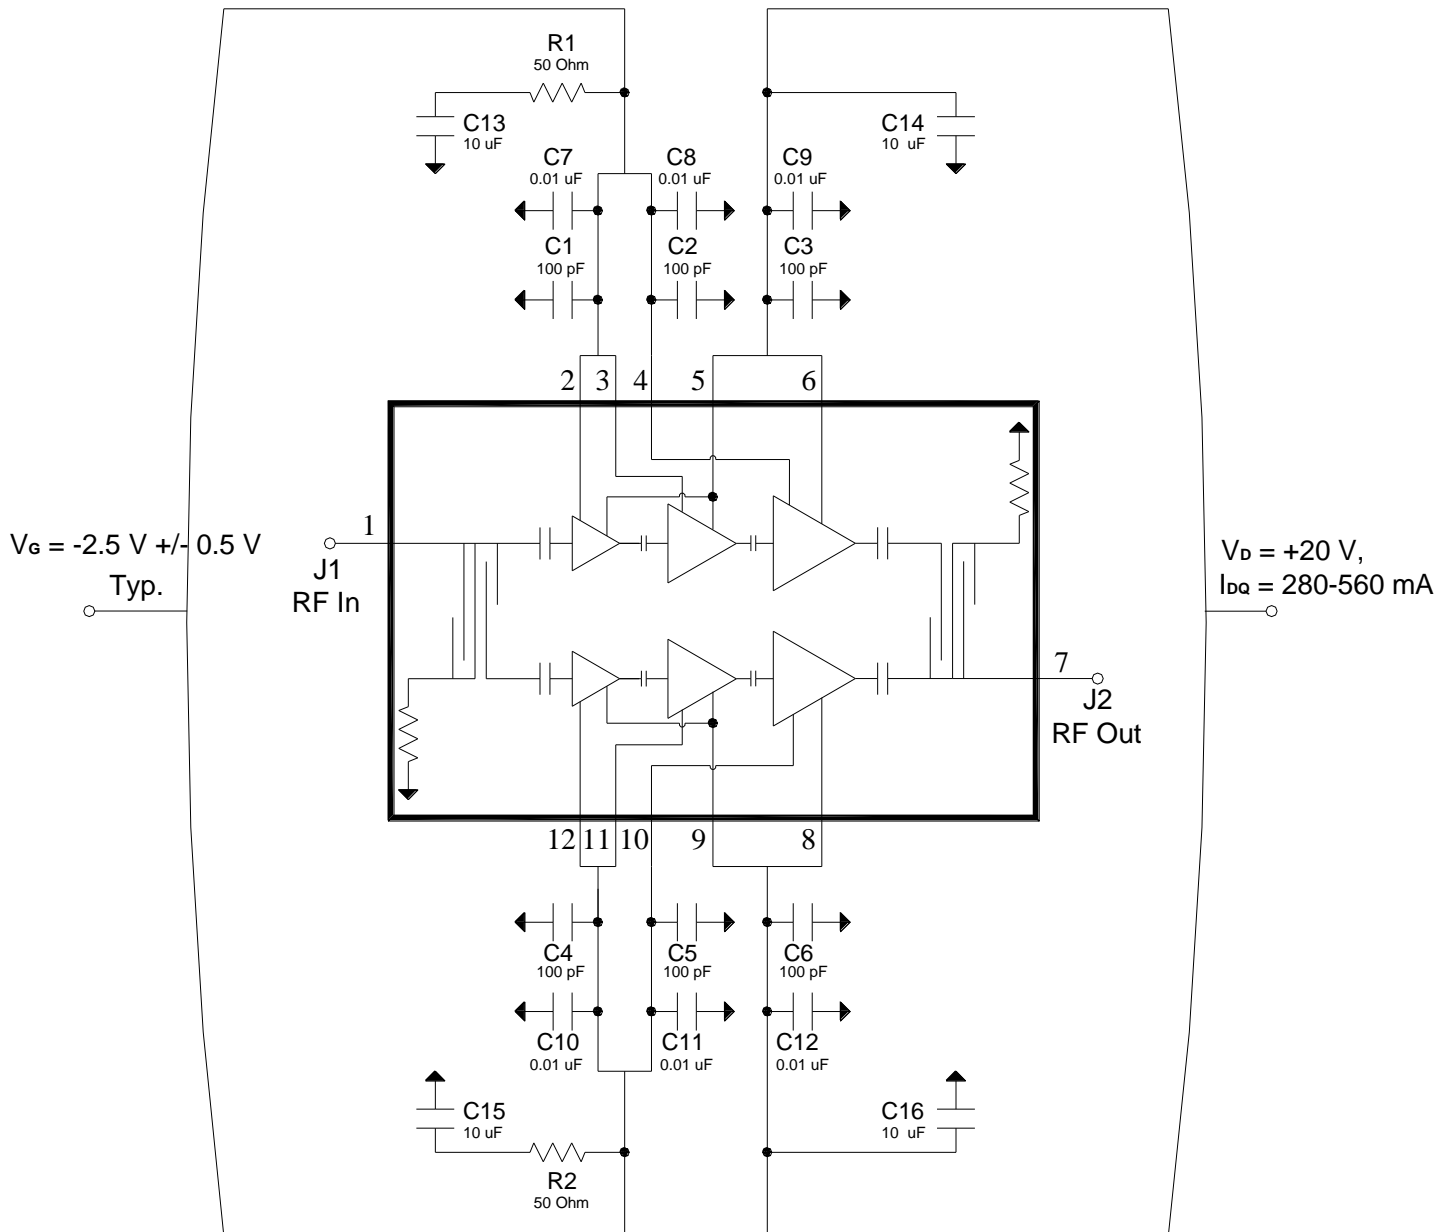 R1
50 Ohm
C13
10 uF
C14
10 uF
C7
0.01 uF
C8
0.01 uF
C9
0.01 uF
C1
100 pF
C2
100 pF
C3
100 pF
2 3 4 5 6
1
VG = -2.5 V +/- 0.5 V
Typ.
J1
RF In
VD = +20 V,
IDQ = 280-560 mA
7
J2
RF Out
12 11 10 9 8
C4
100 pF
C5
100 pF
C6
100 pF
C10
0.01 uF
C11
0.01 uF
C12
0.01 uF
C15
10 uF
C16
10 uF
R2
50 Ohm